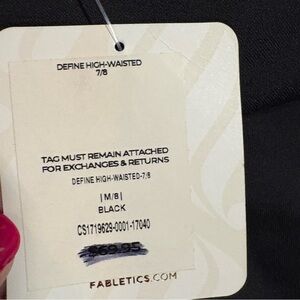 DEFINE HIGH-WAISTED
7/8
TAG MUST REMAIN ATTACHED
FOR EXCHANGES & RETURNS
DEFINE HIGH-WAISTED-7/8
| M/8 |
BLACK
CS1719629-0001-17040
$69.95
FABLETICS.COM